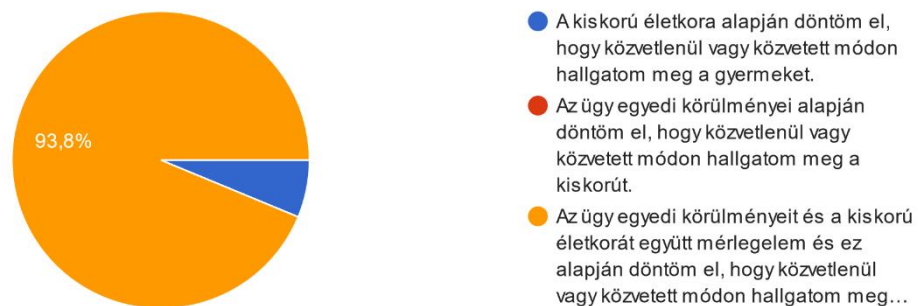 93,8%
A kiskorú életkora alapján döntöm el,
hogy közvetlenül vagy közvetett módon
hallgatom meg a gyermeket.
Az ügy egyedi körülményei alapján
döntöm el, hogy közvetlenül vagy
közvetett módon hallgatom meg a
kiskorút.
Az ügy egyedi körülményeit és a kiskorú
életkorát együtt mérlegelem és ez
alapján döntöm el, hogy közvetlenül
vagy közvetett módon hallgatom meg…